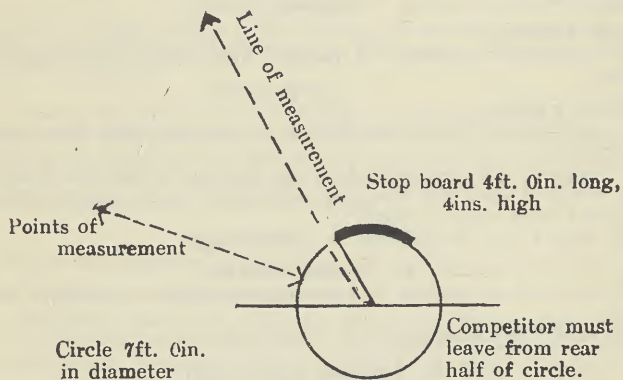 Line of measurement
Stop board 4ft. 0in. long,
4ins. high
Points of
measurement
Circle 7ft. 0in.
in diameter
Competitor must
leave from rear
half of circle.